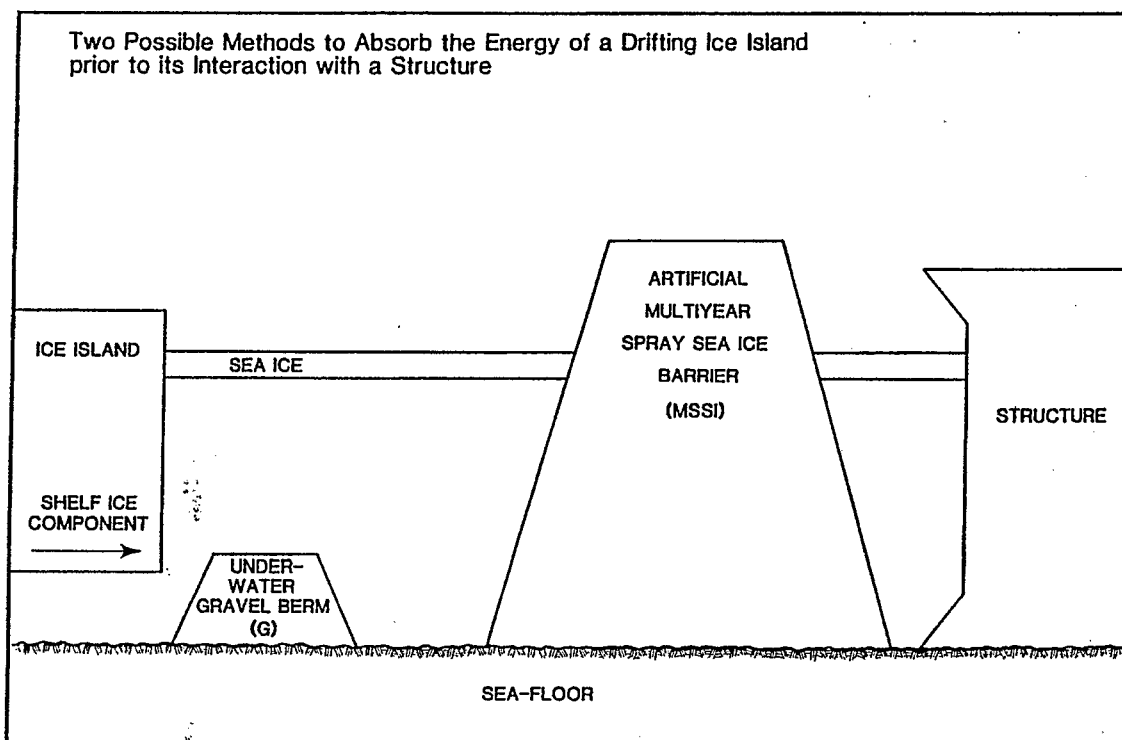 Two Possible Methods to Absorb the Energy of a Drifting Ice Island
prior to its Interaction with a Structure
ICE ISLAND
SEA ICE
SHELF ICE
COMPONENT
UNDER-
WATER
GRAVEL BERM
(G)
ARTIFICIAL
MULTIYEAR
SPRAY SEA ICE
BARRIER
(MSSI)
STRUCTURE
SEA-FLOOR